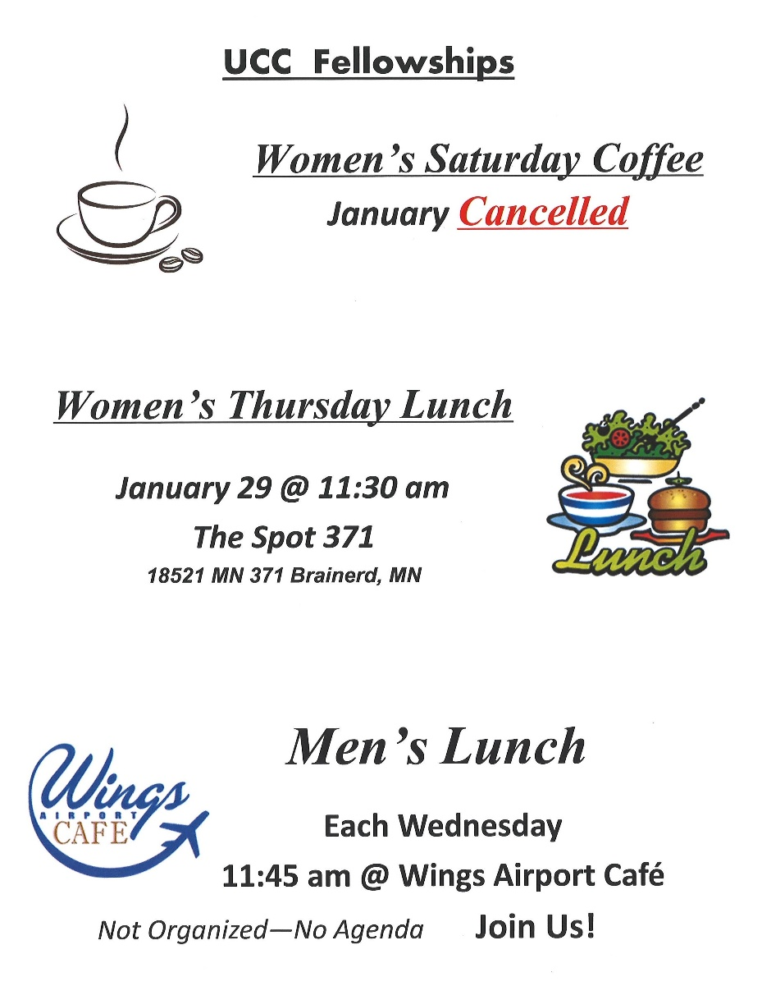 UCC Fellowships
Women’s Saturday Coffee
January Cancelled
Women’s Thursday Lunch
January 29 @ 11:30 am
The Spot 371
18521 MN 371 Brainerd, MN
Lunch
Men’s Lunch
Wings
AIRPORT
CAFE
Each Wednesday
11:45 am @ Wings Airport Café
Not Organized—No Agenda Join Us!